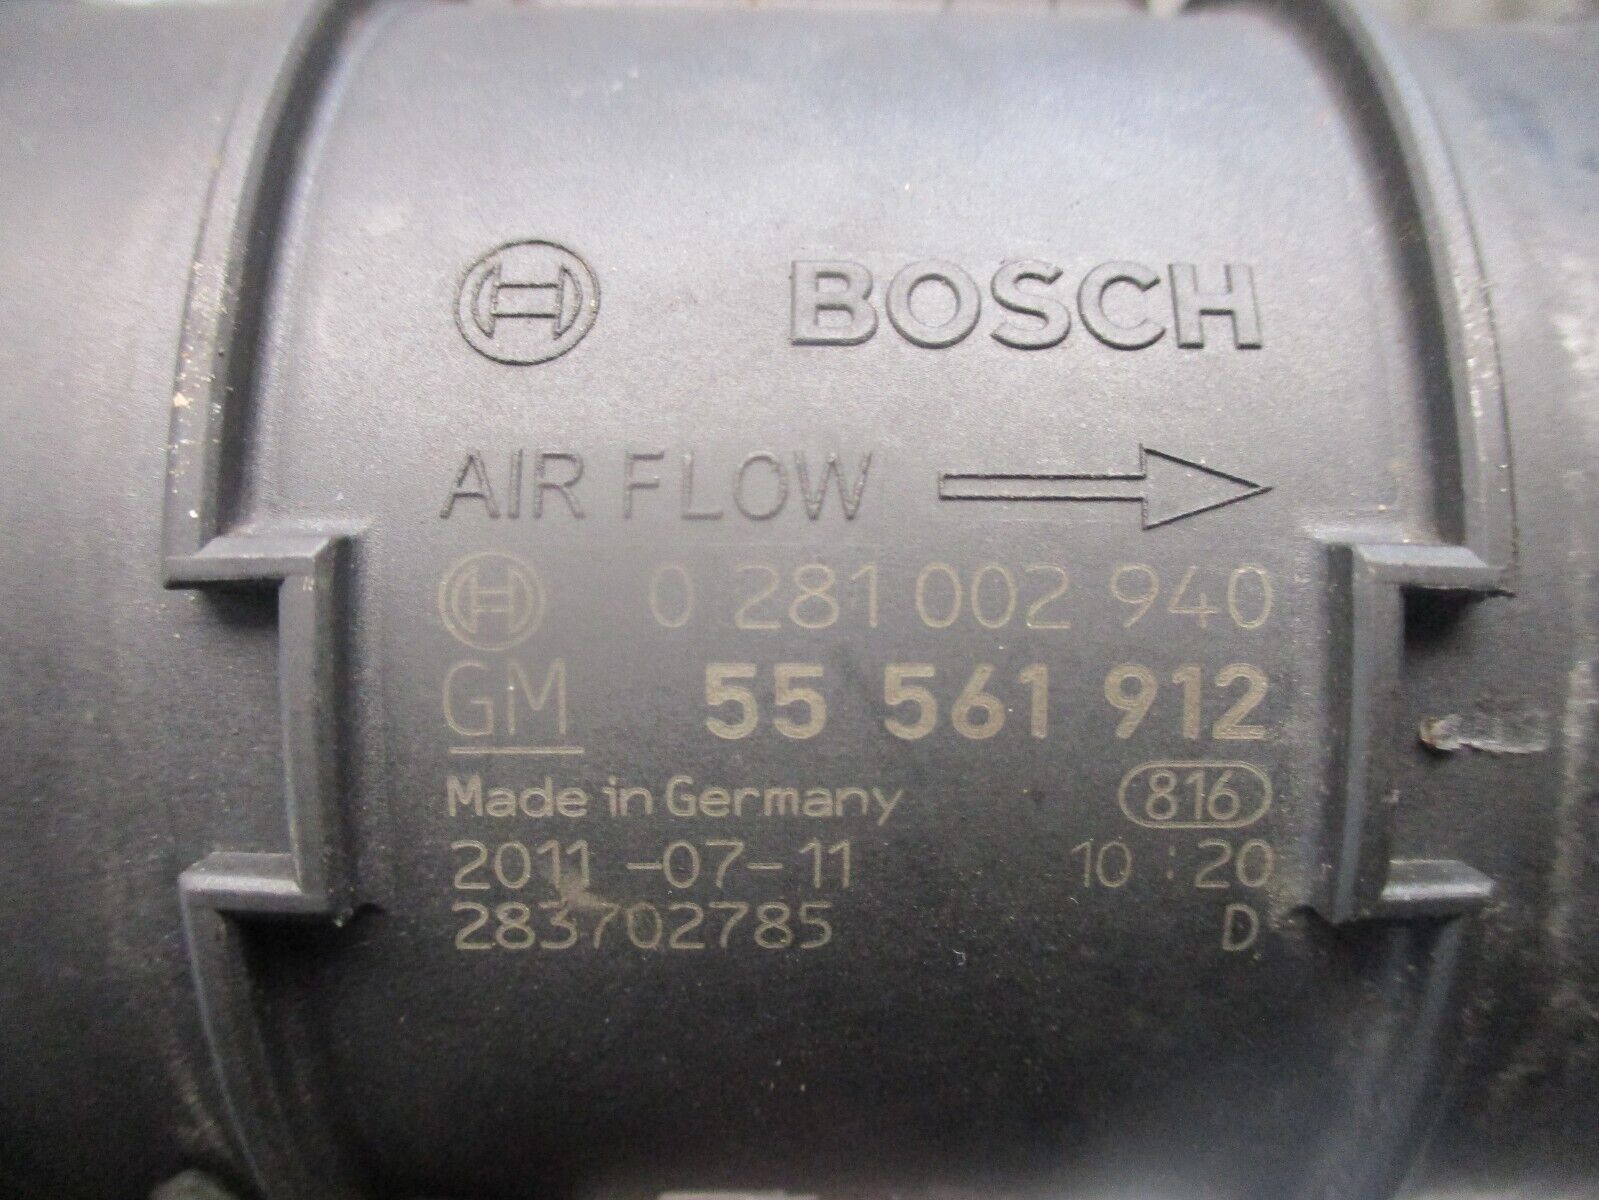 BOSCH
AIR FLOW
0 281 002 940
GM 55 561 912
Made in Germany 816
2011-07-11 10:20
283702785 D